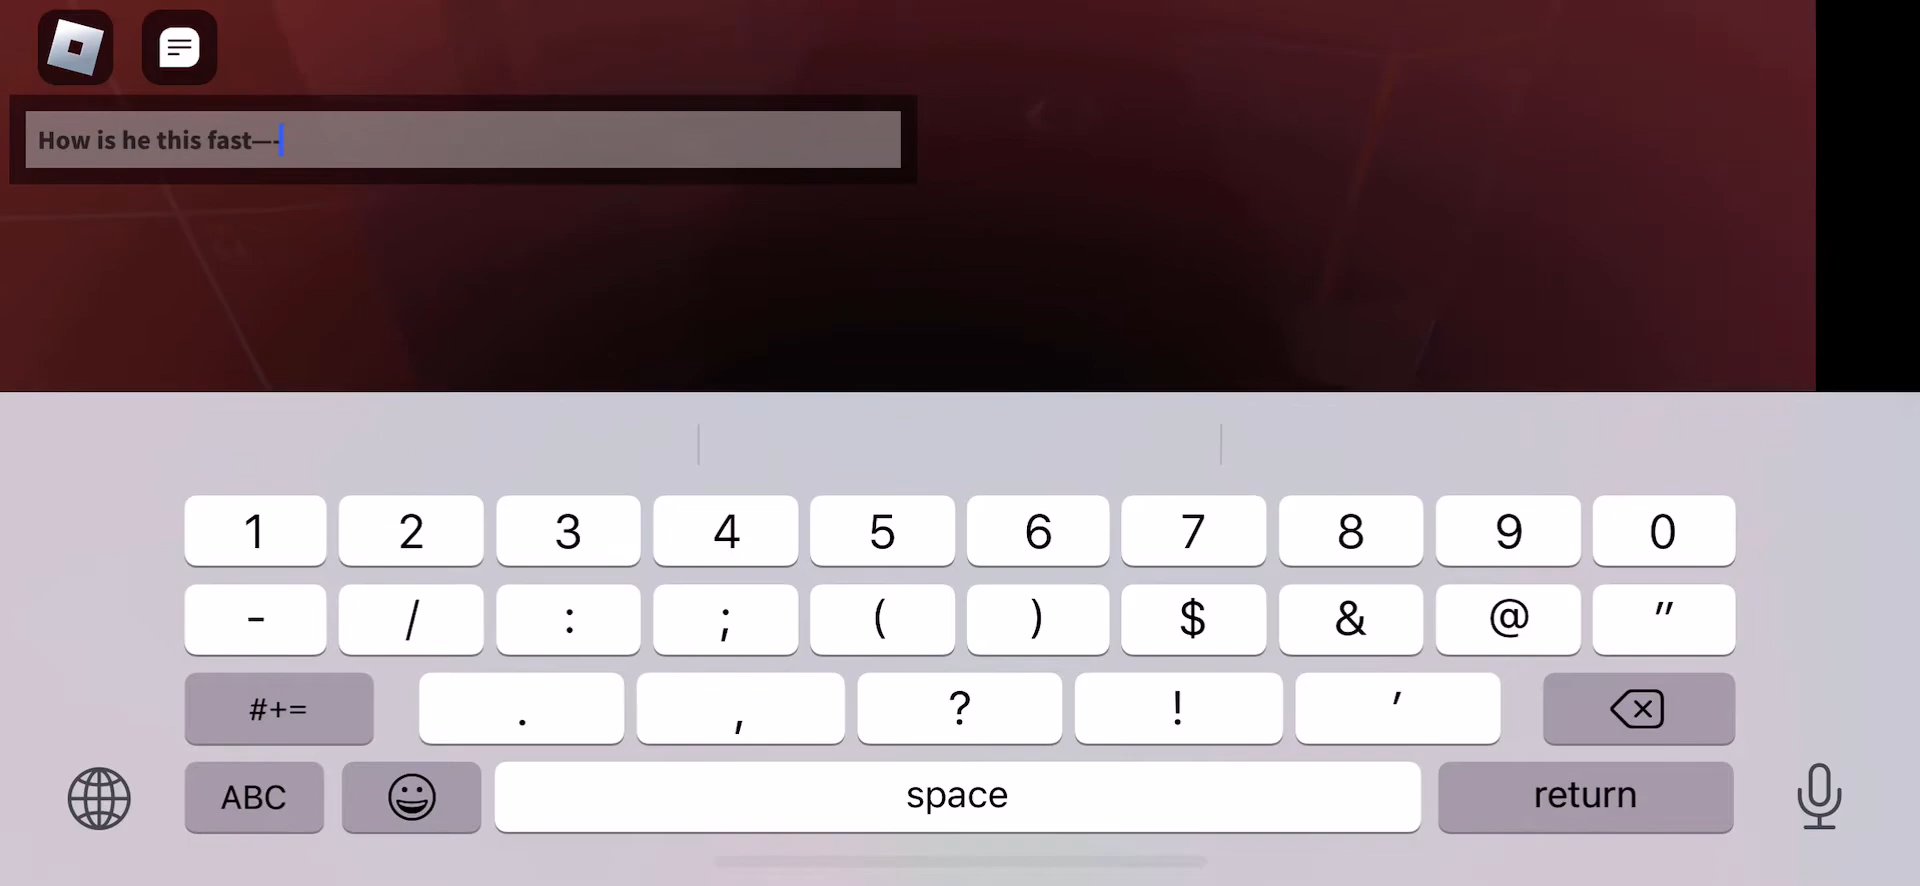 How is he this fast—-
1 2 3 4 5 6 7 8 9 0
- / : ; ( ) $ & @ "
#+= . , ? ! '
ABC space return